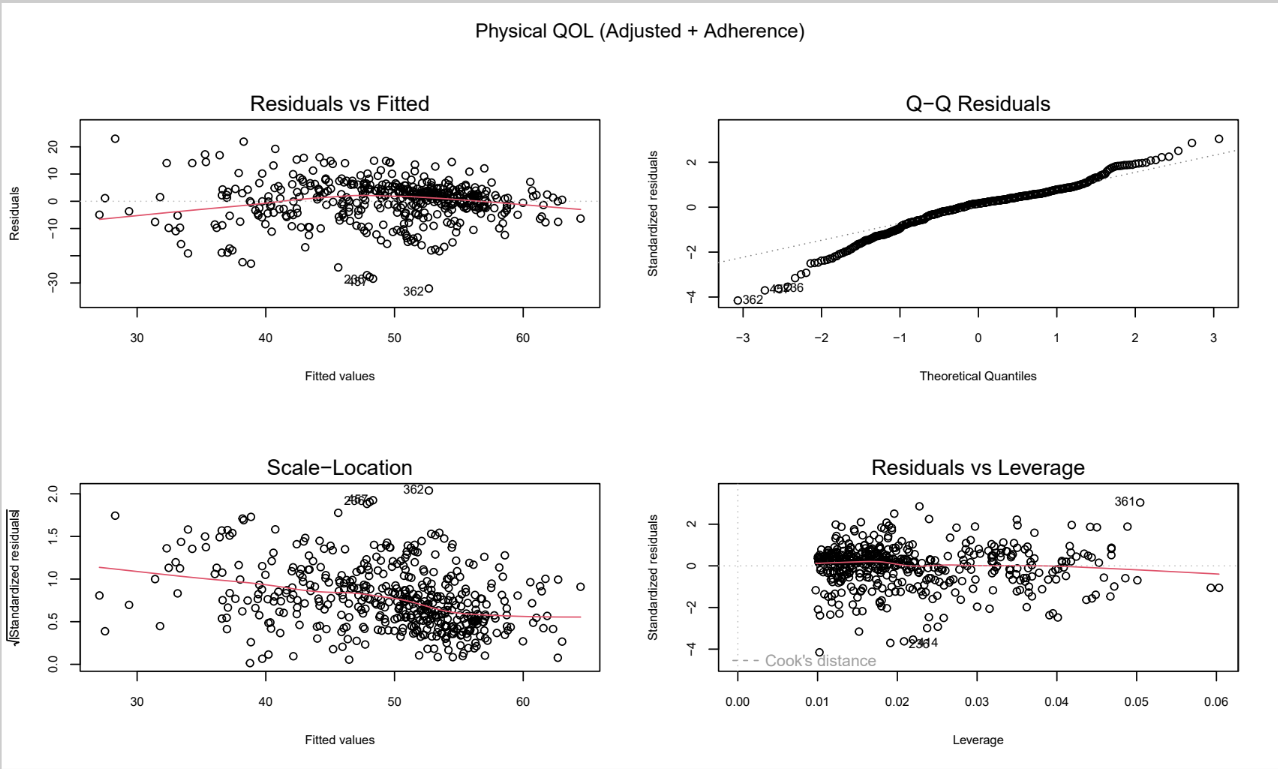 Physical QOL (Adjusted + Adherence)
Residuals vs Fitted
Residuals
20
10
0
−10
−30
362
30 40 50 60
Fitted values
Q−Q Residuals
Standardized residuals
2
0
−2
−4
362
−3 −2 −1 0 1 2 3
Theoretical Quantiles
Scale−Location
√|Standardized residuals|
2.0
1.5
1.0
0.5
0.0
362
30 40 50 60
Fitted values
Residuals vs Leverage
Standardized residuals
2
0
−2
−4
361
Cook's distance
0.00 0.01 0.02 0.03 0.04 0.05 0.06
Leverage